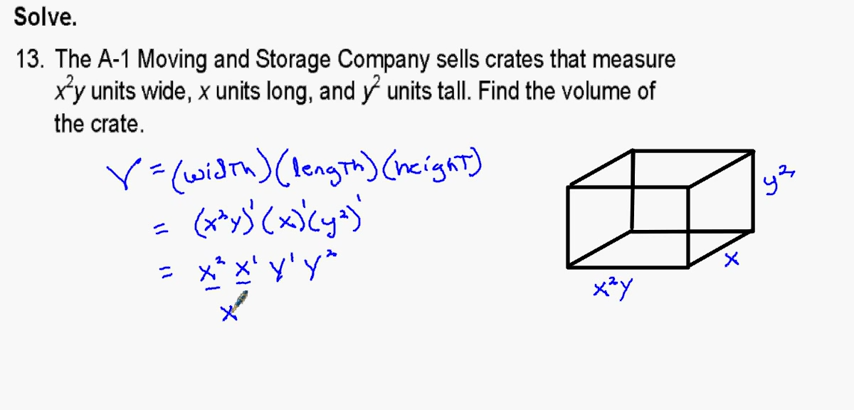 Solve.
13. The A-1 Moving and Storage Company sells crates that measure
x²y units wide, x units long, and y² units tall. Find the volume of
the crate.
V = (width)(length)(height)
= (x²y)¹(x)¹(y²)¹
= x² x¹ y¹ y²
x
y²
x
x²y